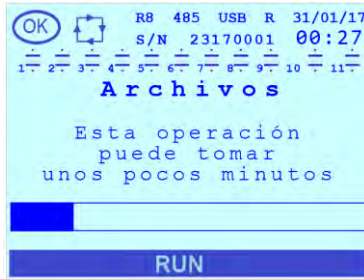 OK R8 485 USB R 31/01/17
S/N 23170001 00:27
1 2 3 4 5 6 7 8 9 10 11
Archivos
Esta operación
puede tomar
unos pocos minutos
RUN